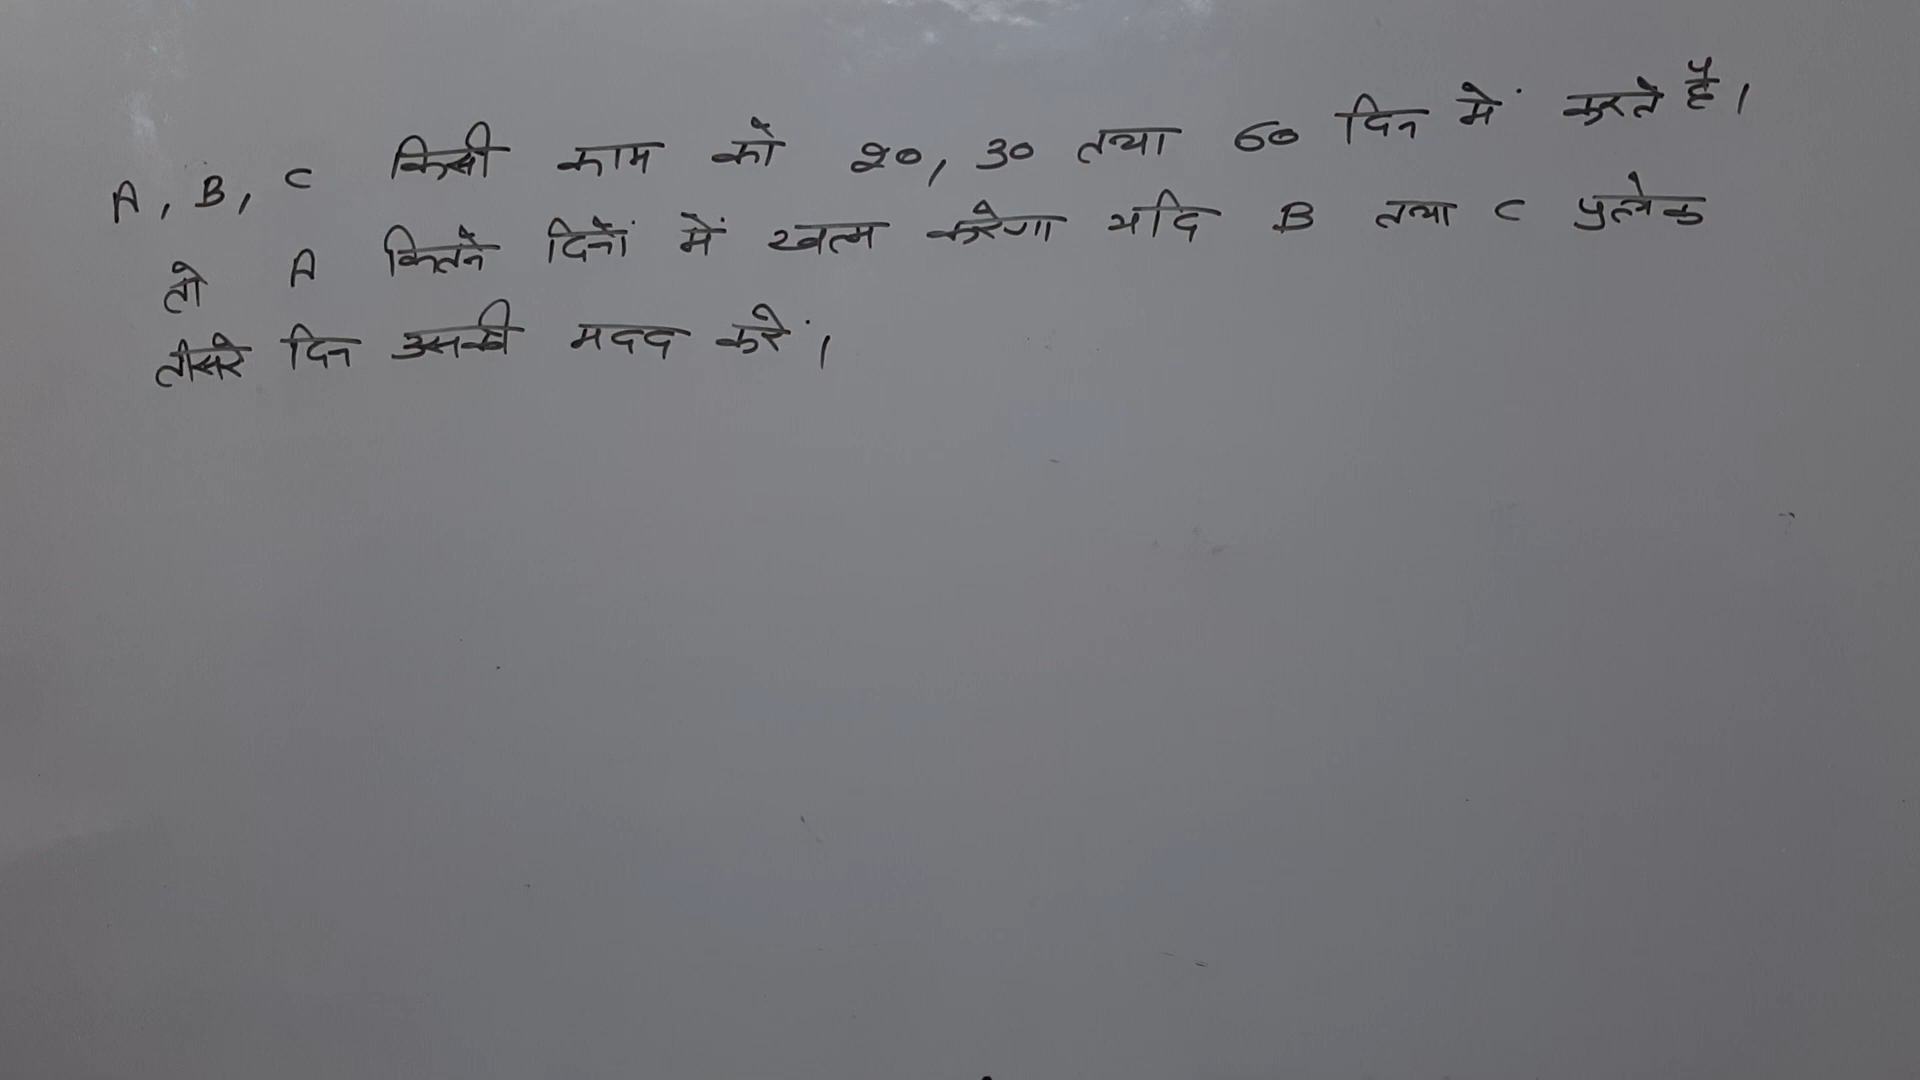 A, B, C किसी काम को 20, 30 तथा 60 दिन में करते हैं।
तो A कितने दिनों में खत्म करेगा यदि B तथा C प्रत्येक
तीसरे दिन उसकी मदद करें।